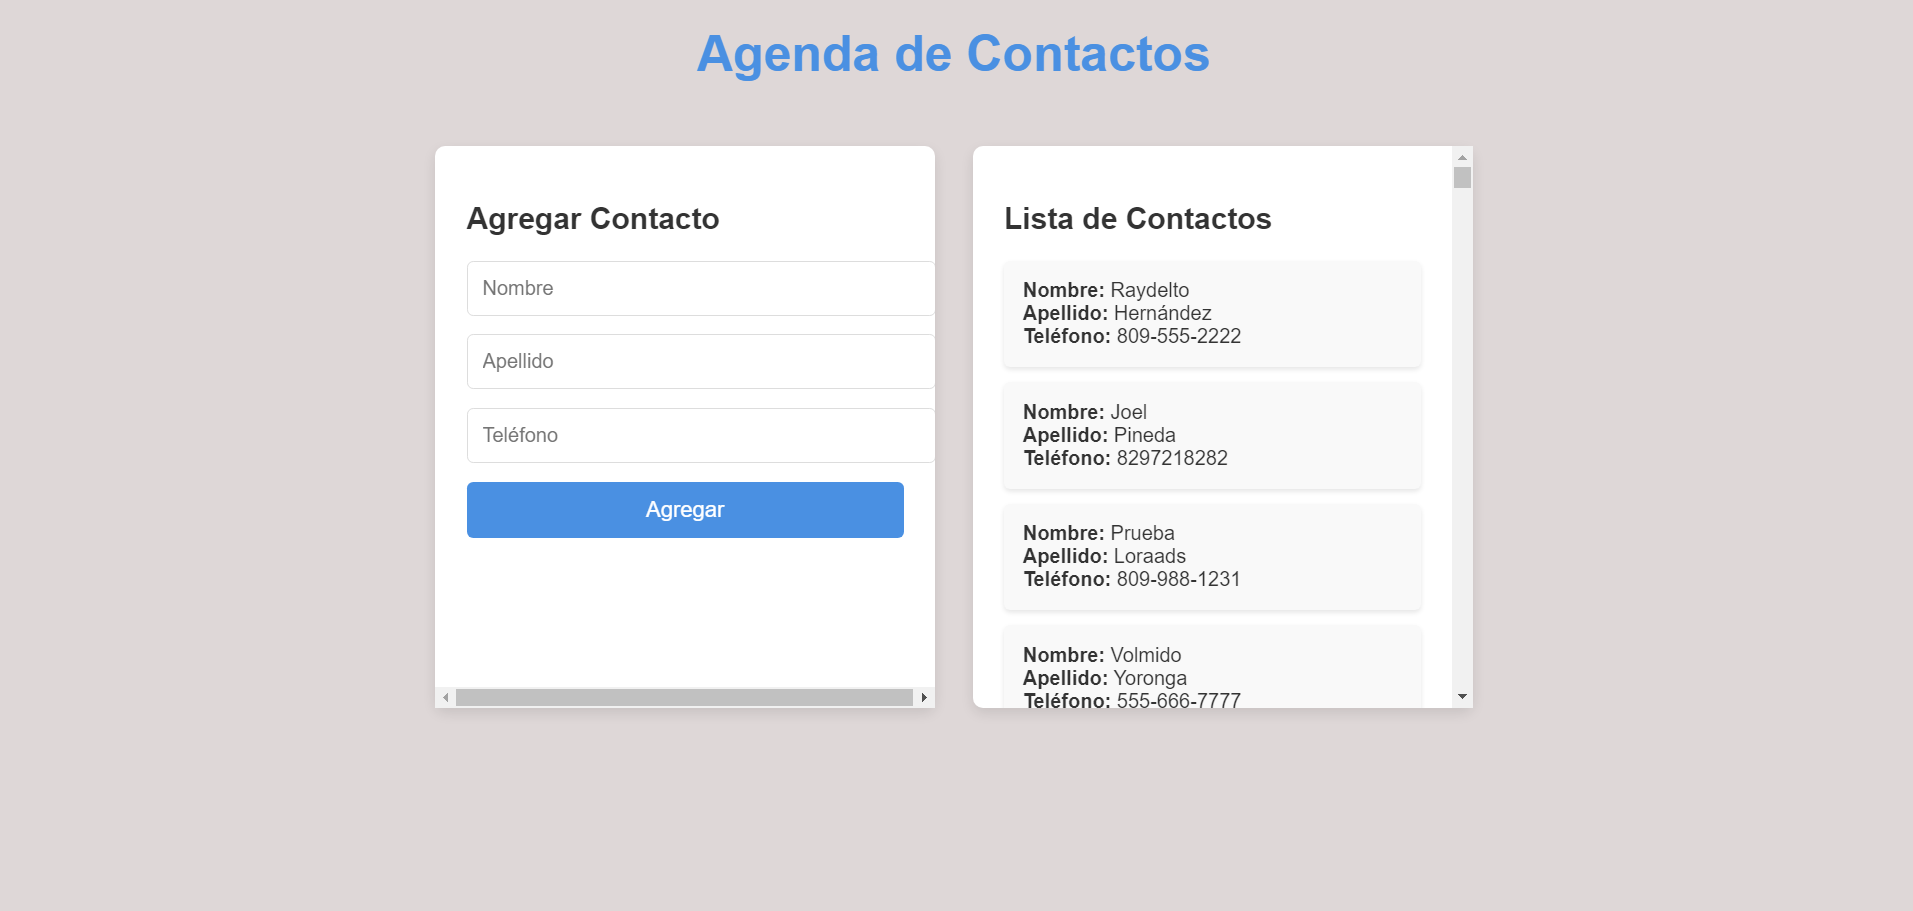 Agenda de Contactos
Agregar Contacto
Nombre
Apellido
Teléfono
Agregar
Lista de Contactos
Nombre: Raydelto
Apellido: Hernández
Teléfono: 809-555-2222
Nombre: Joel
Apellido: Pineda
Teléfono: 8297218282
Nombre: Prueba
Apellido: Loraads
Teléfono: 809-988-1231
Nombre: Volmido
Apellido: Yoronga
Teléfono: 555-666-7777